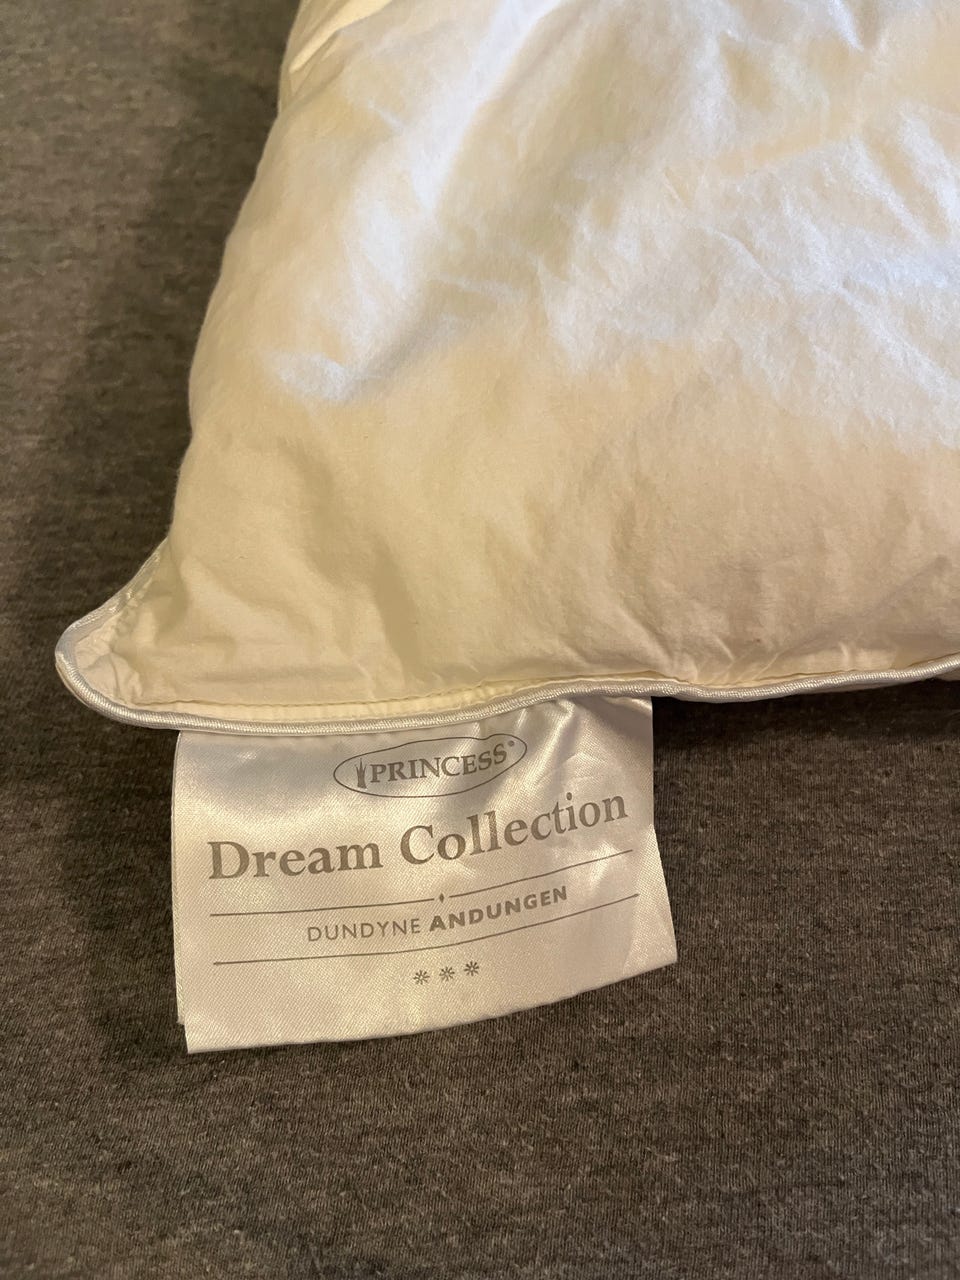 PRINCESS®
Dream Collection
DUNDYNE ANDUNGEN
***